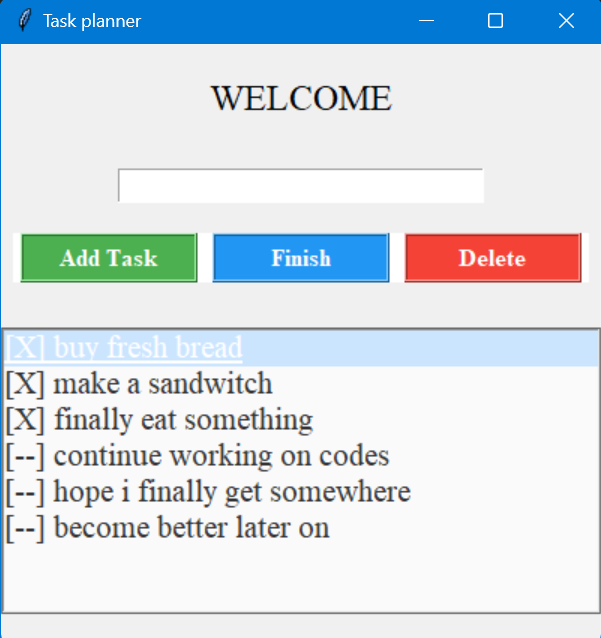 Task planner
WELCOME
Add Task Finish Delete
[X] buy fresh bread
[X] make a sandwitch
[X] finally eat something
[--] continue working on codes
[--] hope i finally get somewhere
[--] become better later on